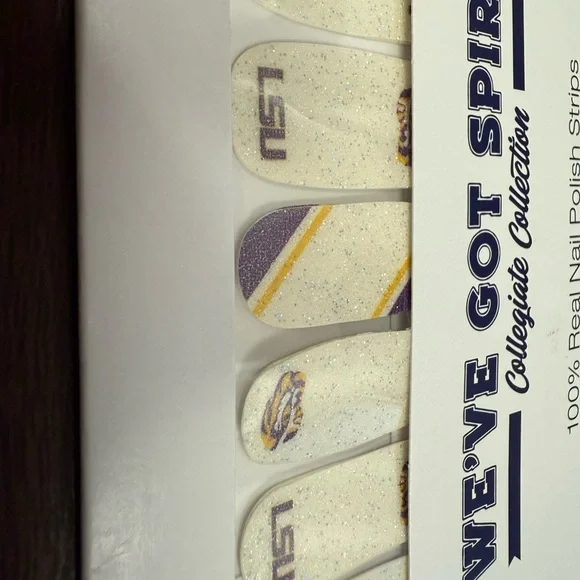 WE'VE GOT SPIR
Collegiate Collection
100% Real Nail Polish Strips
LSU
LSU